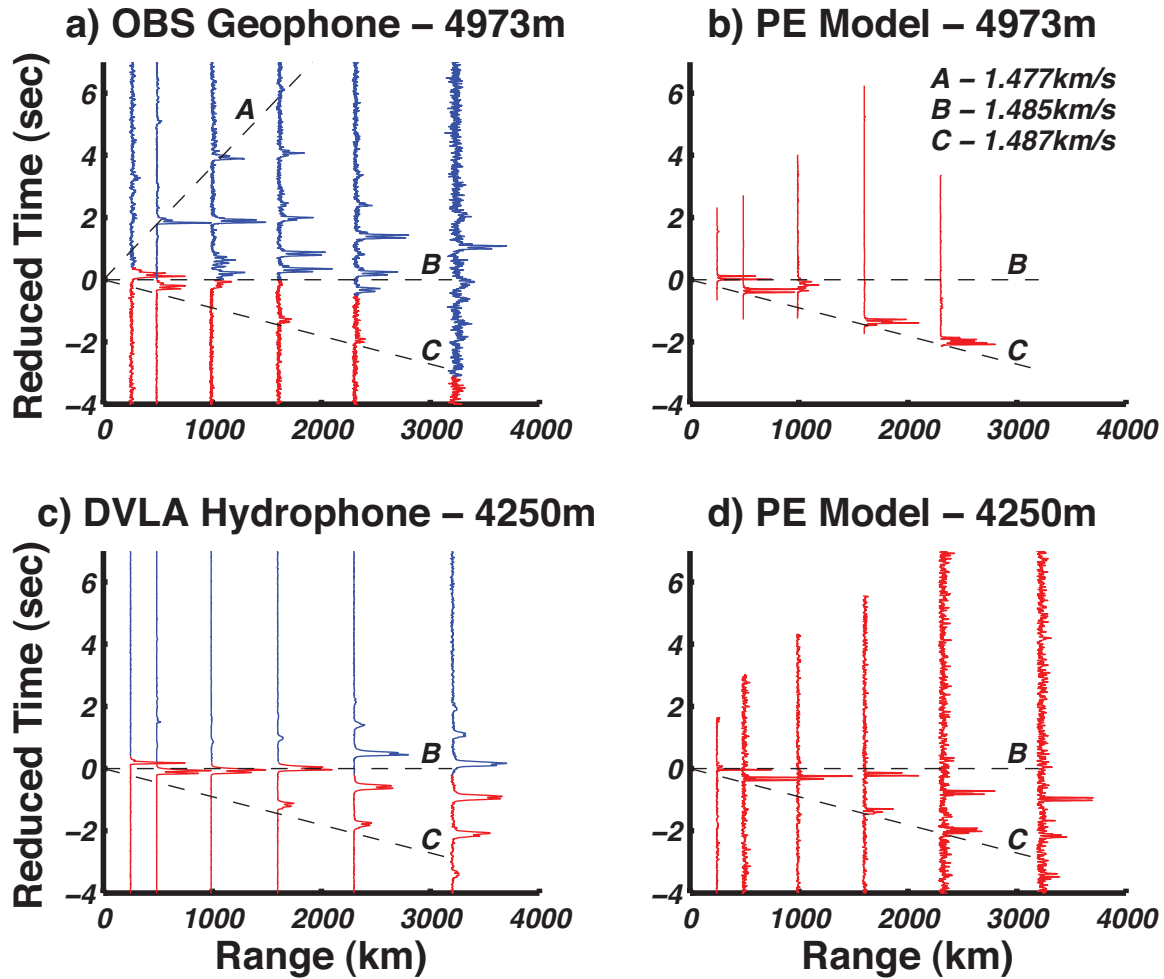 a) OBS Geophone – 4973m
b) PE Model – 4973m
Reduced Time (sec)
6
4
2
0
−2
−4
0
1000
2000
3000
4000
A
B
C
6
4
2
0
−2
−4
0
1000
2000
3000
4000
A – 1.477km/s
B – 1.485km/s
C – 1.487km/s
B
C
c) DVLA Hydrophone – 4250m
d) PE Model – 4250m
Reduced Time (sec)
6
4
2
0
−2
−4
0
1000
2000
3000
4000
B
C
Range (km)
6
4
2
0
−2
−4
0
1000
2000
3000
4000
B
C
Range (km)